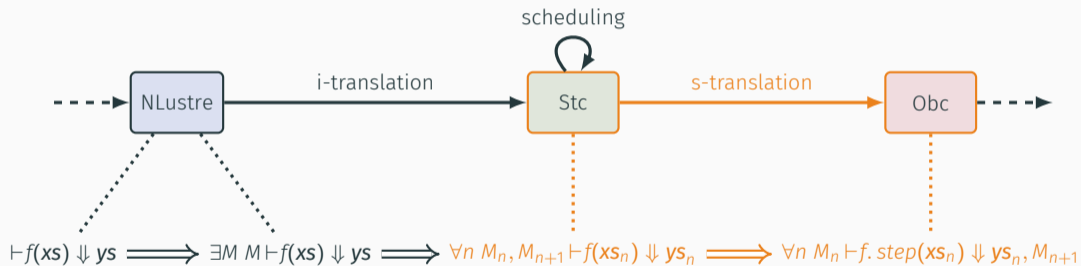 scheduling
i-translation s-translation
NLustre Stc Obc
⊢f(xs) ⇓ ys ⟹ ∃M M ⊢f(xs) ⇓ ys ⟹ ∀n Mₙ, Mₙ₊₁ ⊢f(xsₙ) ⇓ ysₙ ⟹ ∀n Mₙ ⊢f. step(xsₙ) ⇓ ysₙ, Mₙ₊₁